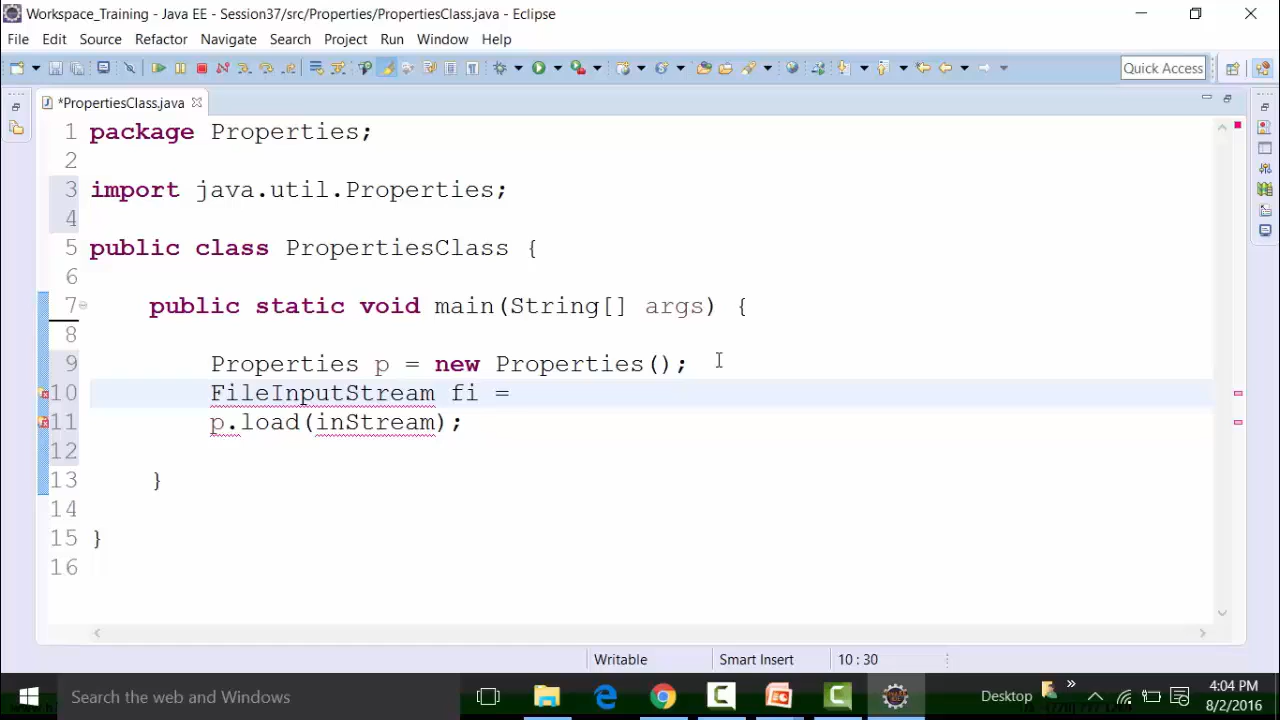 Workspace_Training - Java EE - Session37/src/Properties/PropertiesClass.java - Eclipse
File Edit Source Refactor Navigate Search Project Run Window Help
Quick Access
*PropertiesClass.java
1 package Properties;
2
3 import java.util.Properties;
4
5 public class PropertiesClass {
6
7 public static void main(String[] args) {
8
9 Properties p = new Properties();
10 FileInputStream fi =
11 p.load(inStream);
12
13 }
14
15 }
16
Writable Smart Insert 10 : 30
Search the web and Windows
Desktop
4:04 PM
8/2/2016